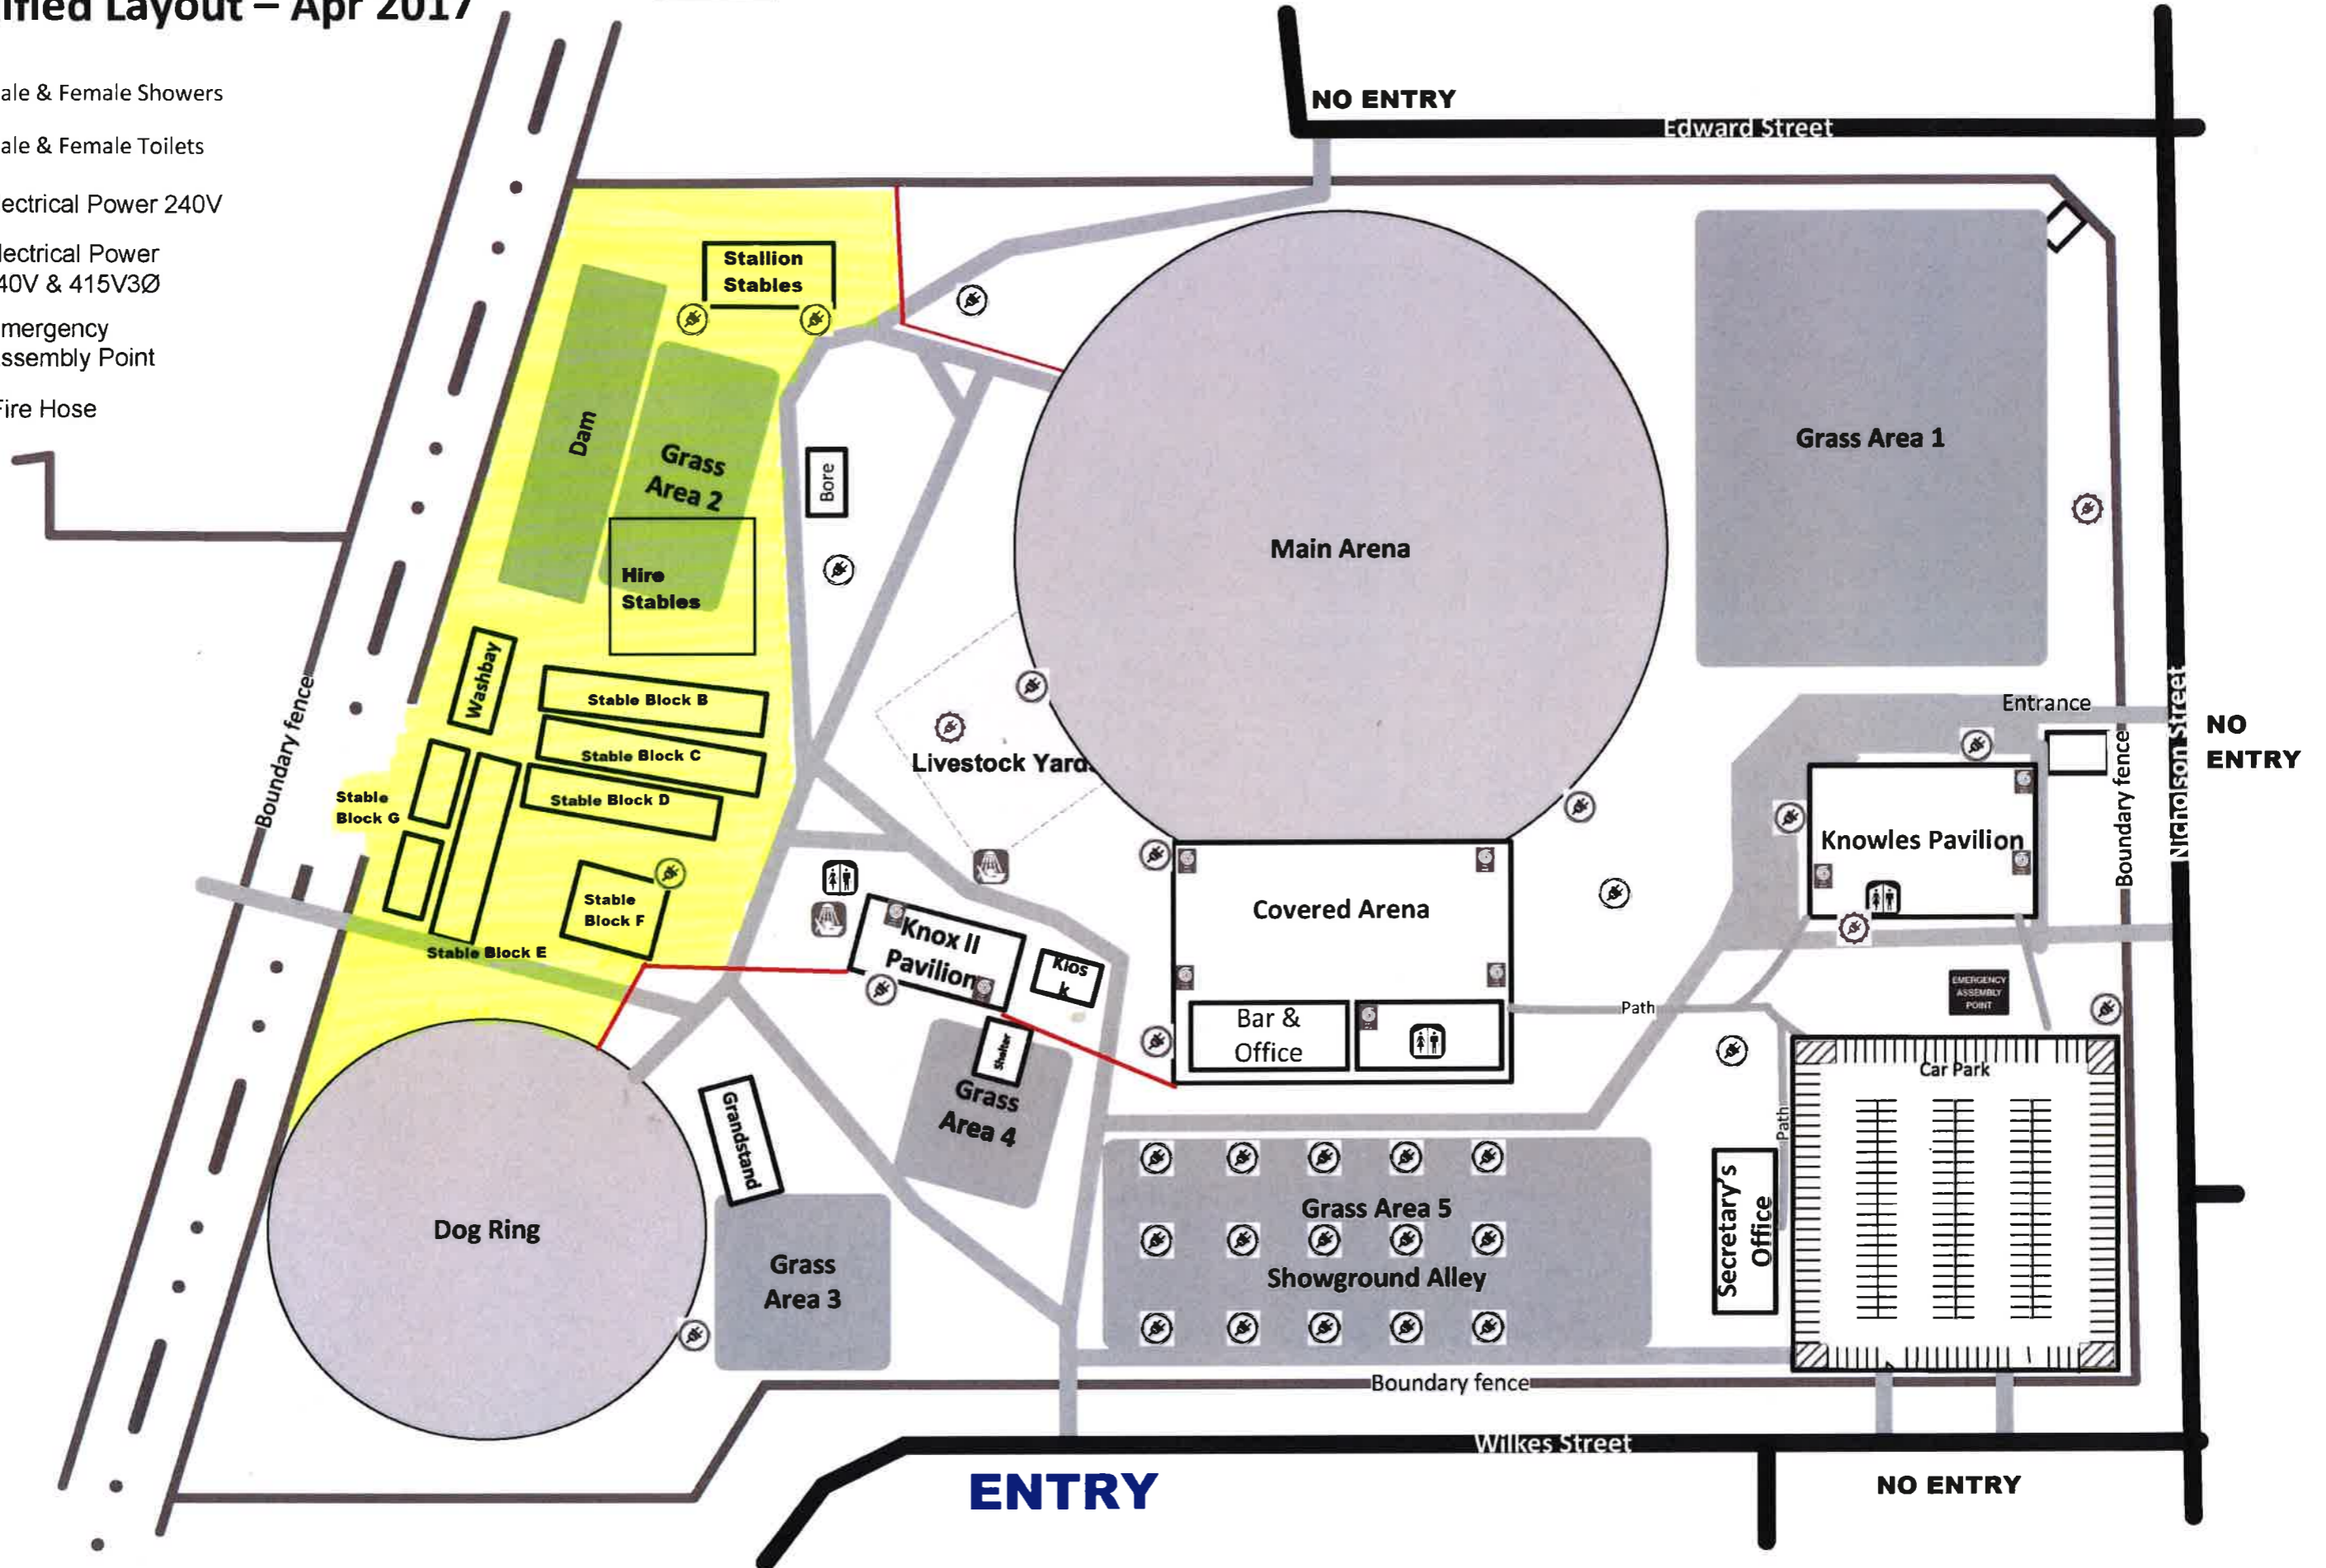 ified Layout – Apr 2017
ale & Female Showers
ale & Female Toilets
ectrical Power 240V
lectrical Power
40V & 415V3Ø
mergency
ssembly Point
Fire Hose
NO ENTRY
Edward Street
Stallion
Stables
Dam
Grass
Area 2
Bore
Hire
Stables
Main Arena
Grass Area 1
Washbay
Stable Block B
Stable Block C
Stable Block D
Stable
Block G
Stable
Block F
Stable Block E
Boundary fence
Livestock Yards
Entrance
NO
ENTRY
Nicholson Street
Boundary fence
Knowles Pavilion
Knox II
Pavilion
Kios
k
Covered Arena
Bar &
Office
Path
EMERGENCY
ASSEMBLY
POINT
Shelter
Grass
Area 4
Grandstand
Dog Ring
Grass
Area 3
Grass Area 5
Showground Alley
Secretary's
Office
Path
Car Park
Boundary fence
Wilkes Street
ENTRY
NO ENTRY